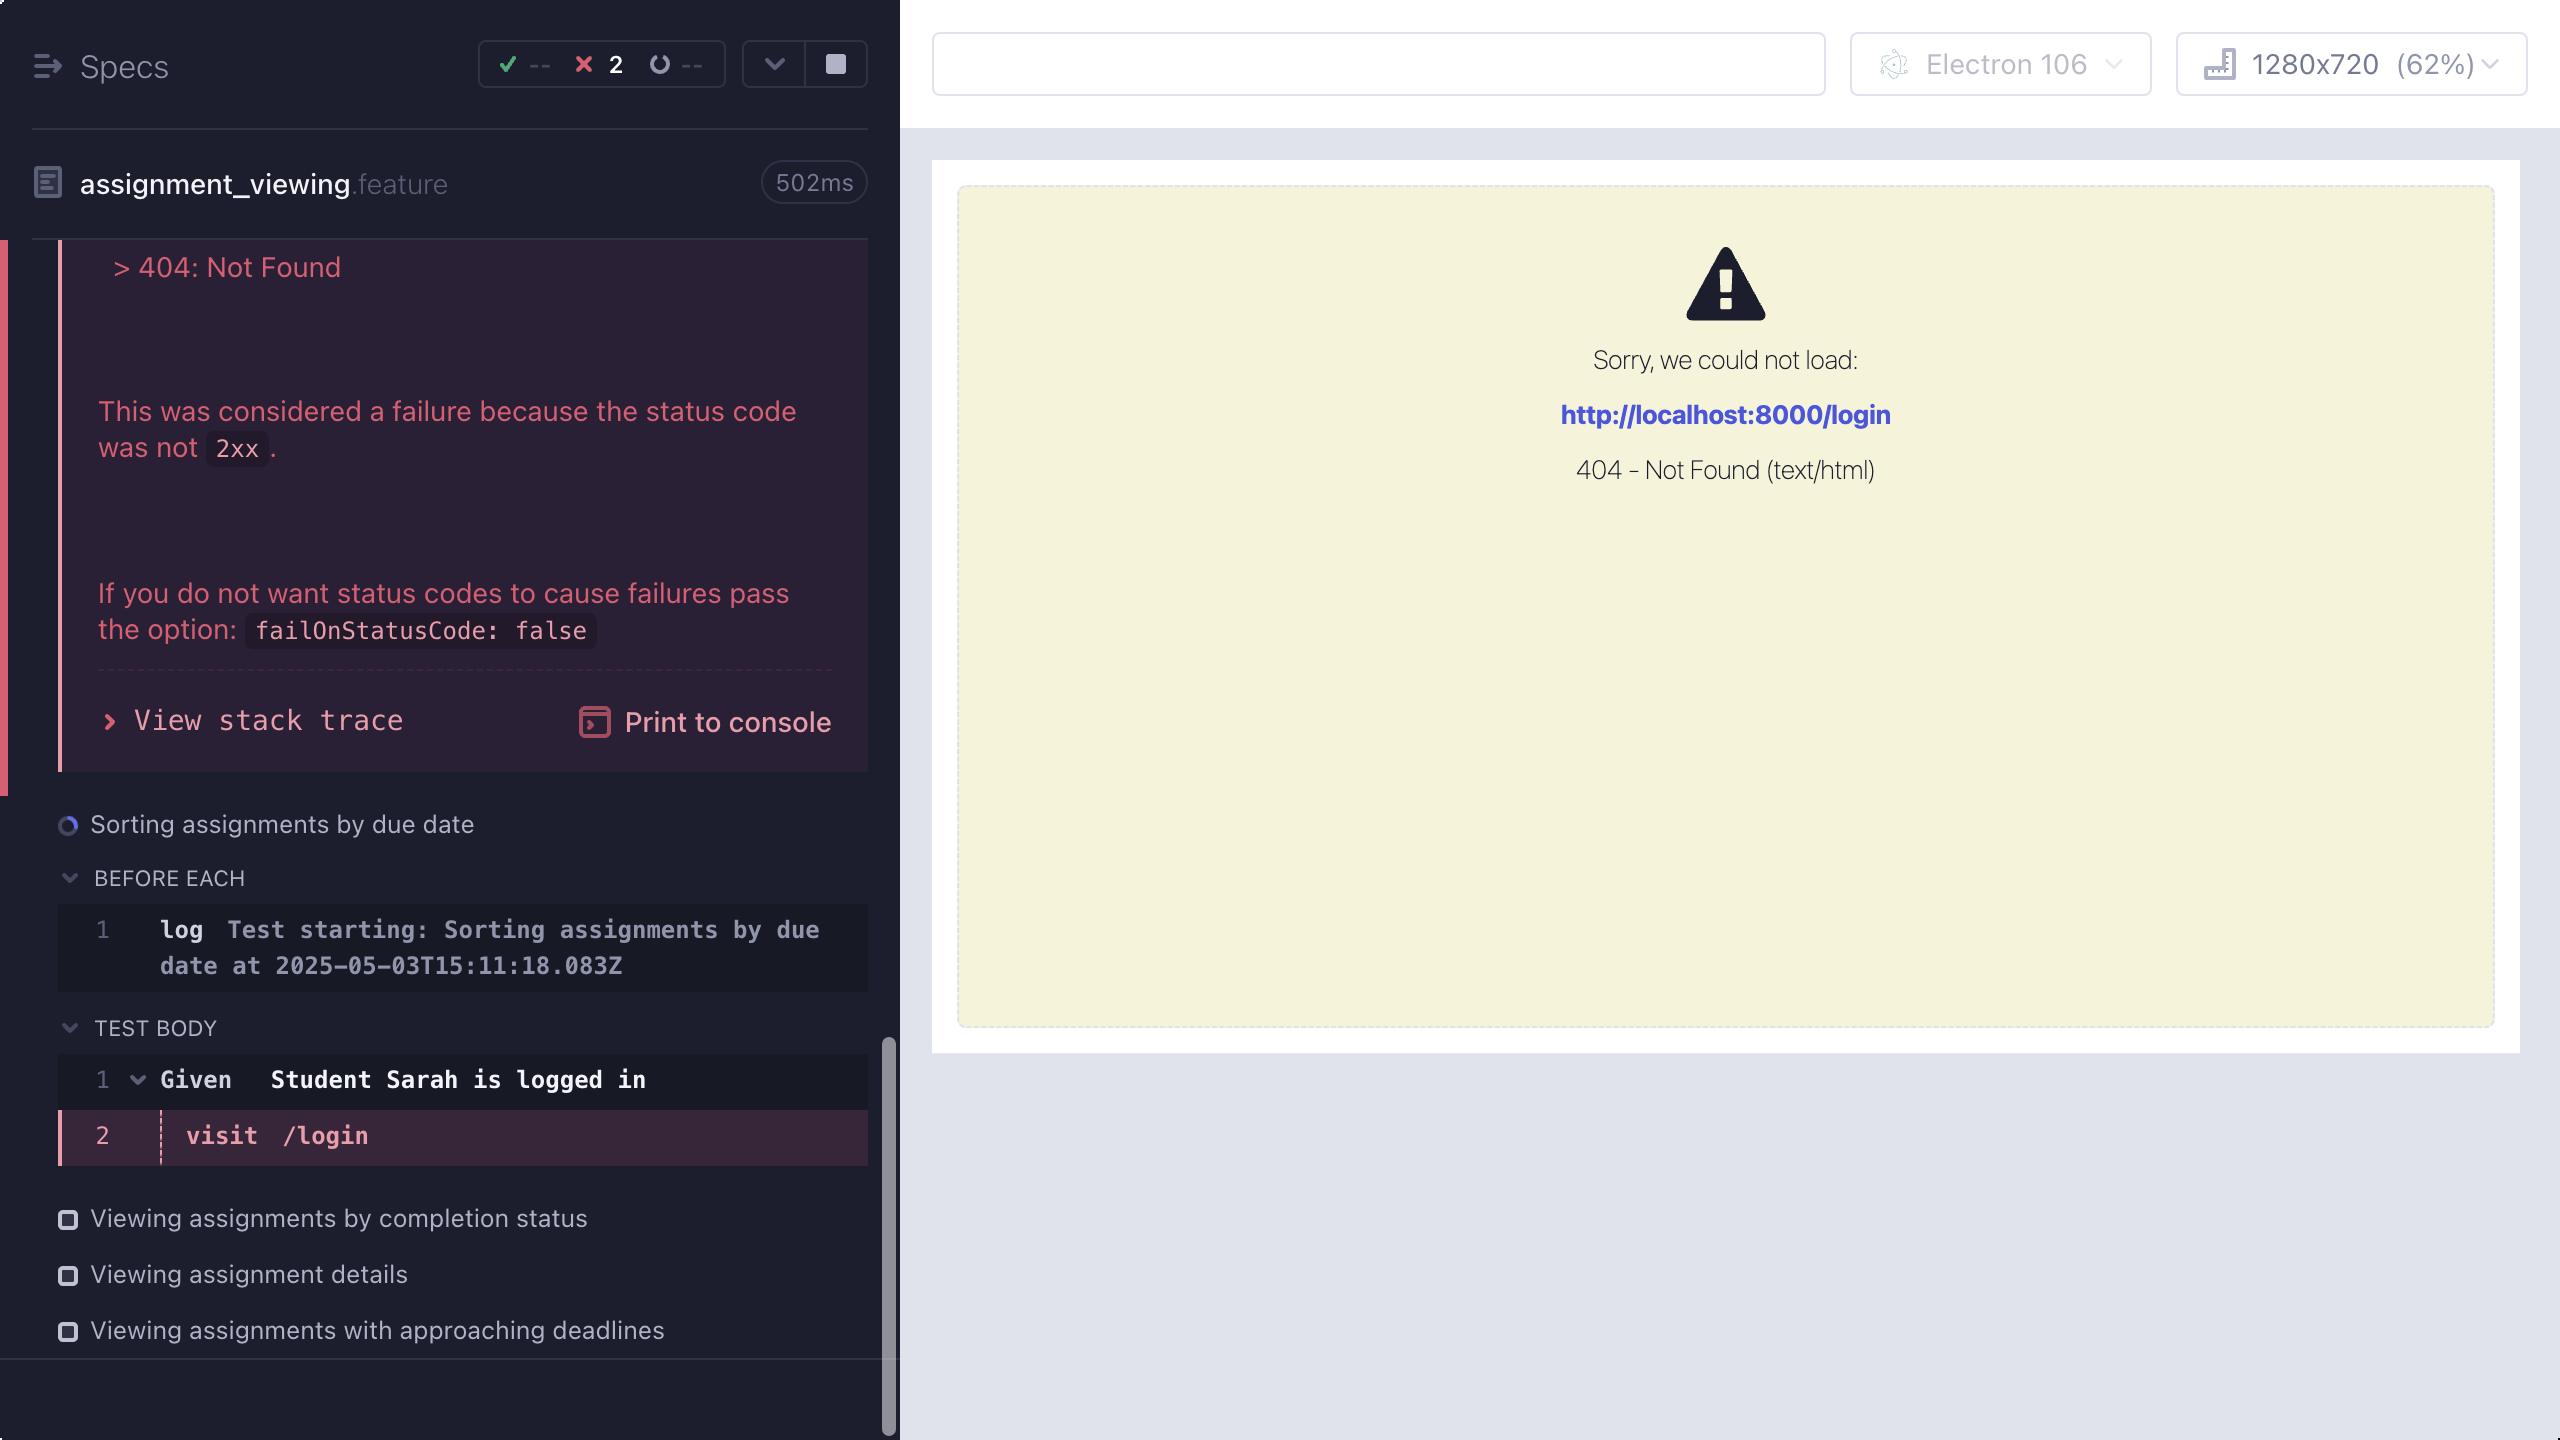 Specs
-- 2 --
assignment_viewing.feature
502ms
> 404: Not Found
This was considered a failure because the status code
was not 2xx.
If you do not want status codes to cause failures pass
the option: failOnStatusCode: false
View stack trace
Print to console
Sorting assignments by due date
BEFORE EACH
1 log Test starting: Sorting assignments by due
date at 2025-05-03T15:11:18.083Z
TEST BODY
1 Given Student Sarah is logged in
2 visit /login
Viewing assignments by completion status
Viewing assignment details
Viewing assignments with approaching deadlines
Electron 106
1280x720 (62%)
Sorry, we could not load:
http://localhost:8000/login
404 - Not Found (text/html)